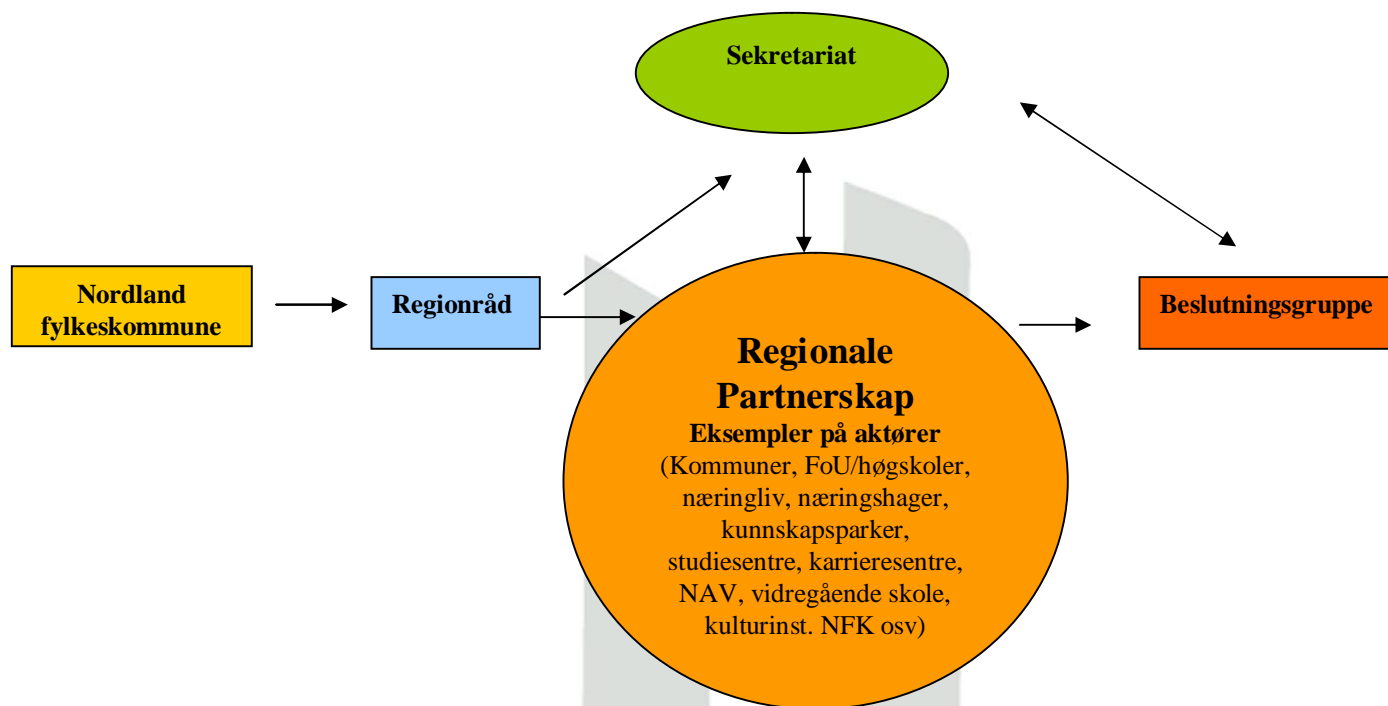 Sekretariat
Nordland
fylkeskommune
Regionråd
Regionale
Partnerskap
Eksempler på aktører
(Kommuner, FoU/høgskoler,
næringliv, næringshager,
kunnskapsparker,
studiesentre, karrieresentre,
NAV, vidregående skole,
kulturinst. NFK osv)
Beslutningsgruppe